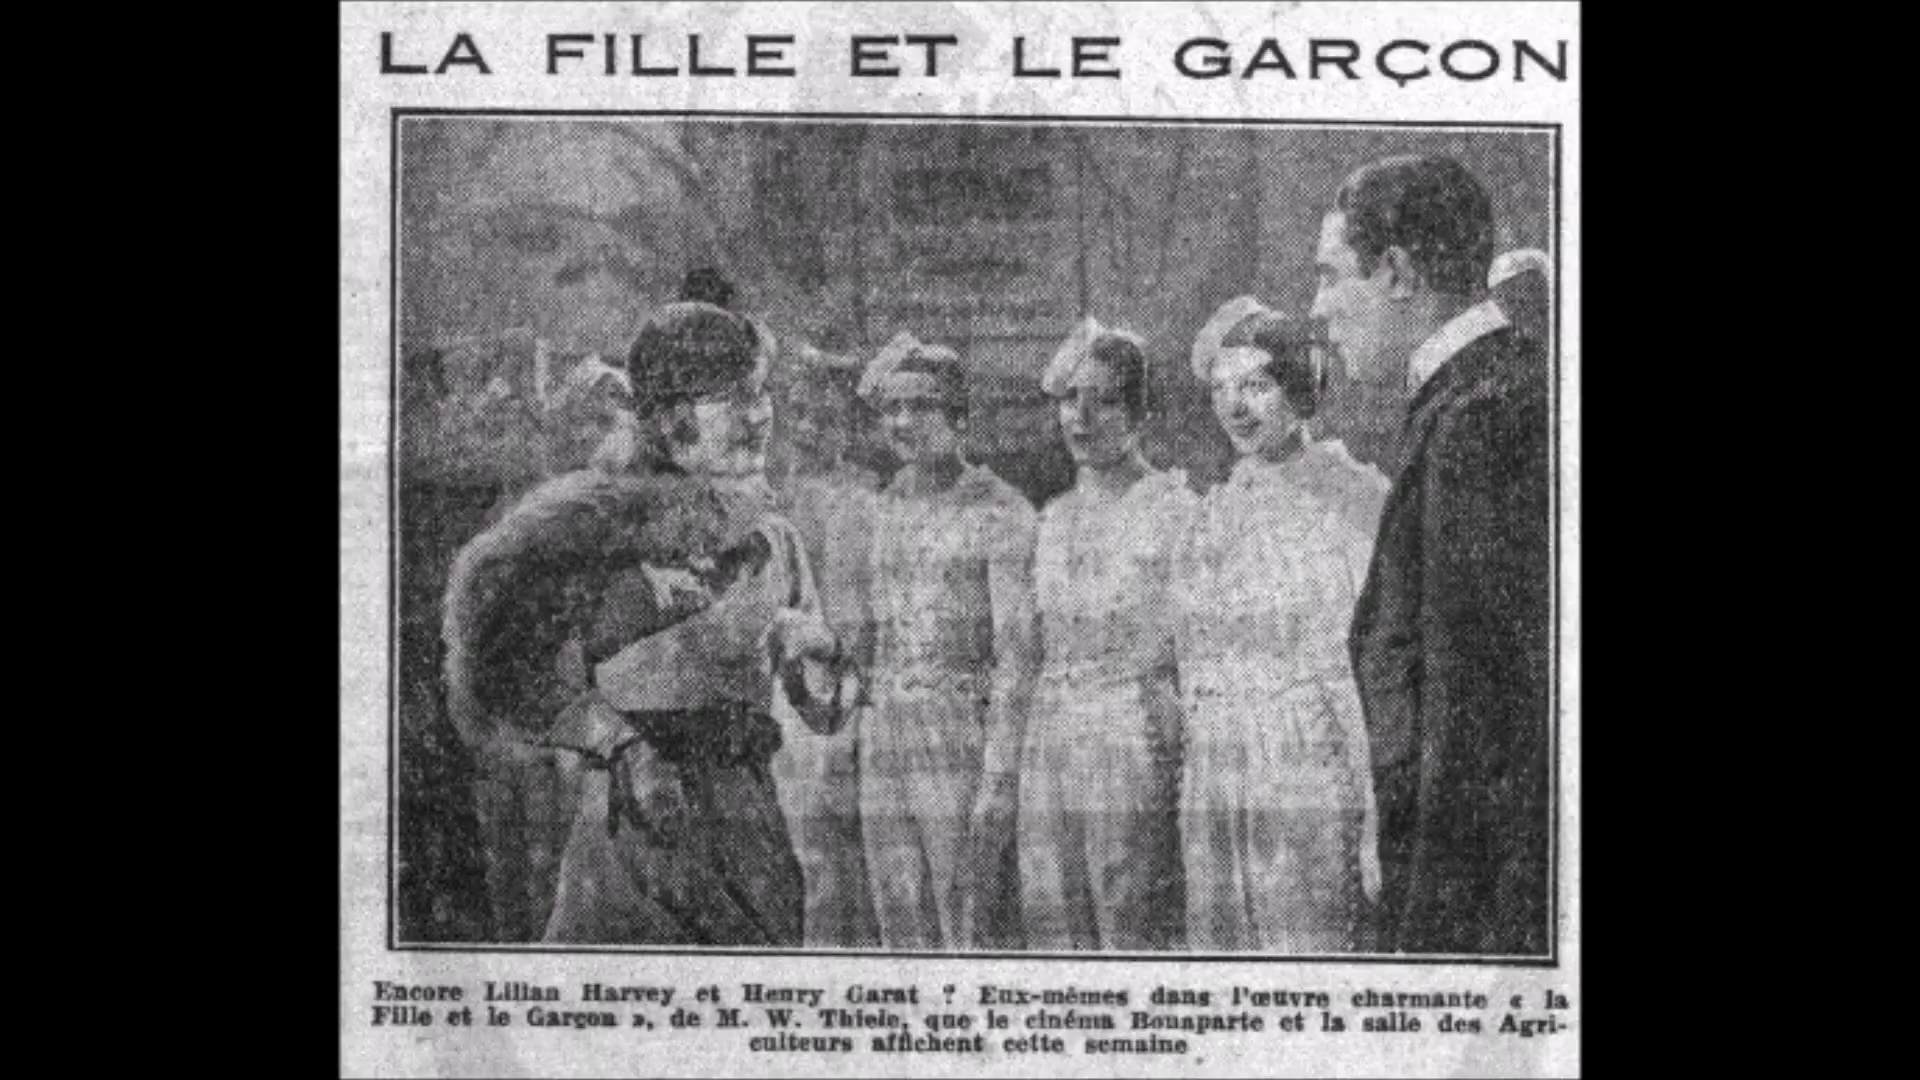 LA FILLE ET LE GARÇON
Encore Lilian Harvey et Henry Garat ? Eux-mêmes dans l'œuvre charmante « la
Fille et le Garçon », de M. W. Thiele, que le cinéma Bonaparte et la salle des Agri-
culteurs affichent cette semaine